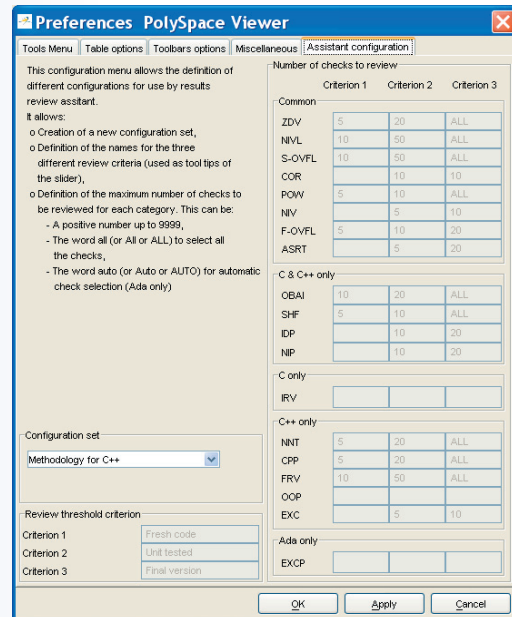 Preferences PolySpace Viewer
Tools Menu Table options Toolbars options Miscellaneous Assistant configuration
This configuration menu allows the definition of
different configurations for use by results
review assitant.
It allows:
o Creation of a new configuration set,
o Definition of the names for the three
different review criteria (used as tool tips of
the slider),
o Definition of the maximum number of checks to
be reviewed for each category. This can be:
- A positive number up to 9999,
- The word all (or All or ALL) to select all
the checks,
- The word auto (or Auto or AUTO) for automatic
check selection (Ada only)
Configuration set
Methodology for C++
Review threshold criterion
Criterion 1 Fresh code
Criterion 2 Unit tested
Criterion 3 Final version
Number of checks to review
Criterion 1 Criterion 2 Criterion 3
Common
ZDV 5 20 ALL
NIVL 10 50 ALL
S-OVFL 10 50 ALL
COR 10 10
POW 5 10 ALL
NIV 5 10
F-OVFL 5 10 20
ASRT 5 20
C & C++ only
OBAI 10 20 ALL
SHF 5 10 ALL
IDP 10 20
NIP 10 20
C only
IRV
C++ only
NNT 5 20 ALL
CPP 5 20 ALL
FRV 10 50 ALL
OOP
EXC 5 10
Ada only
EXCP
OK Apply Cancel